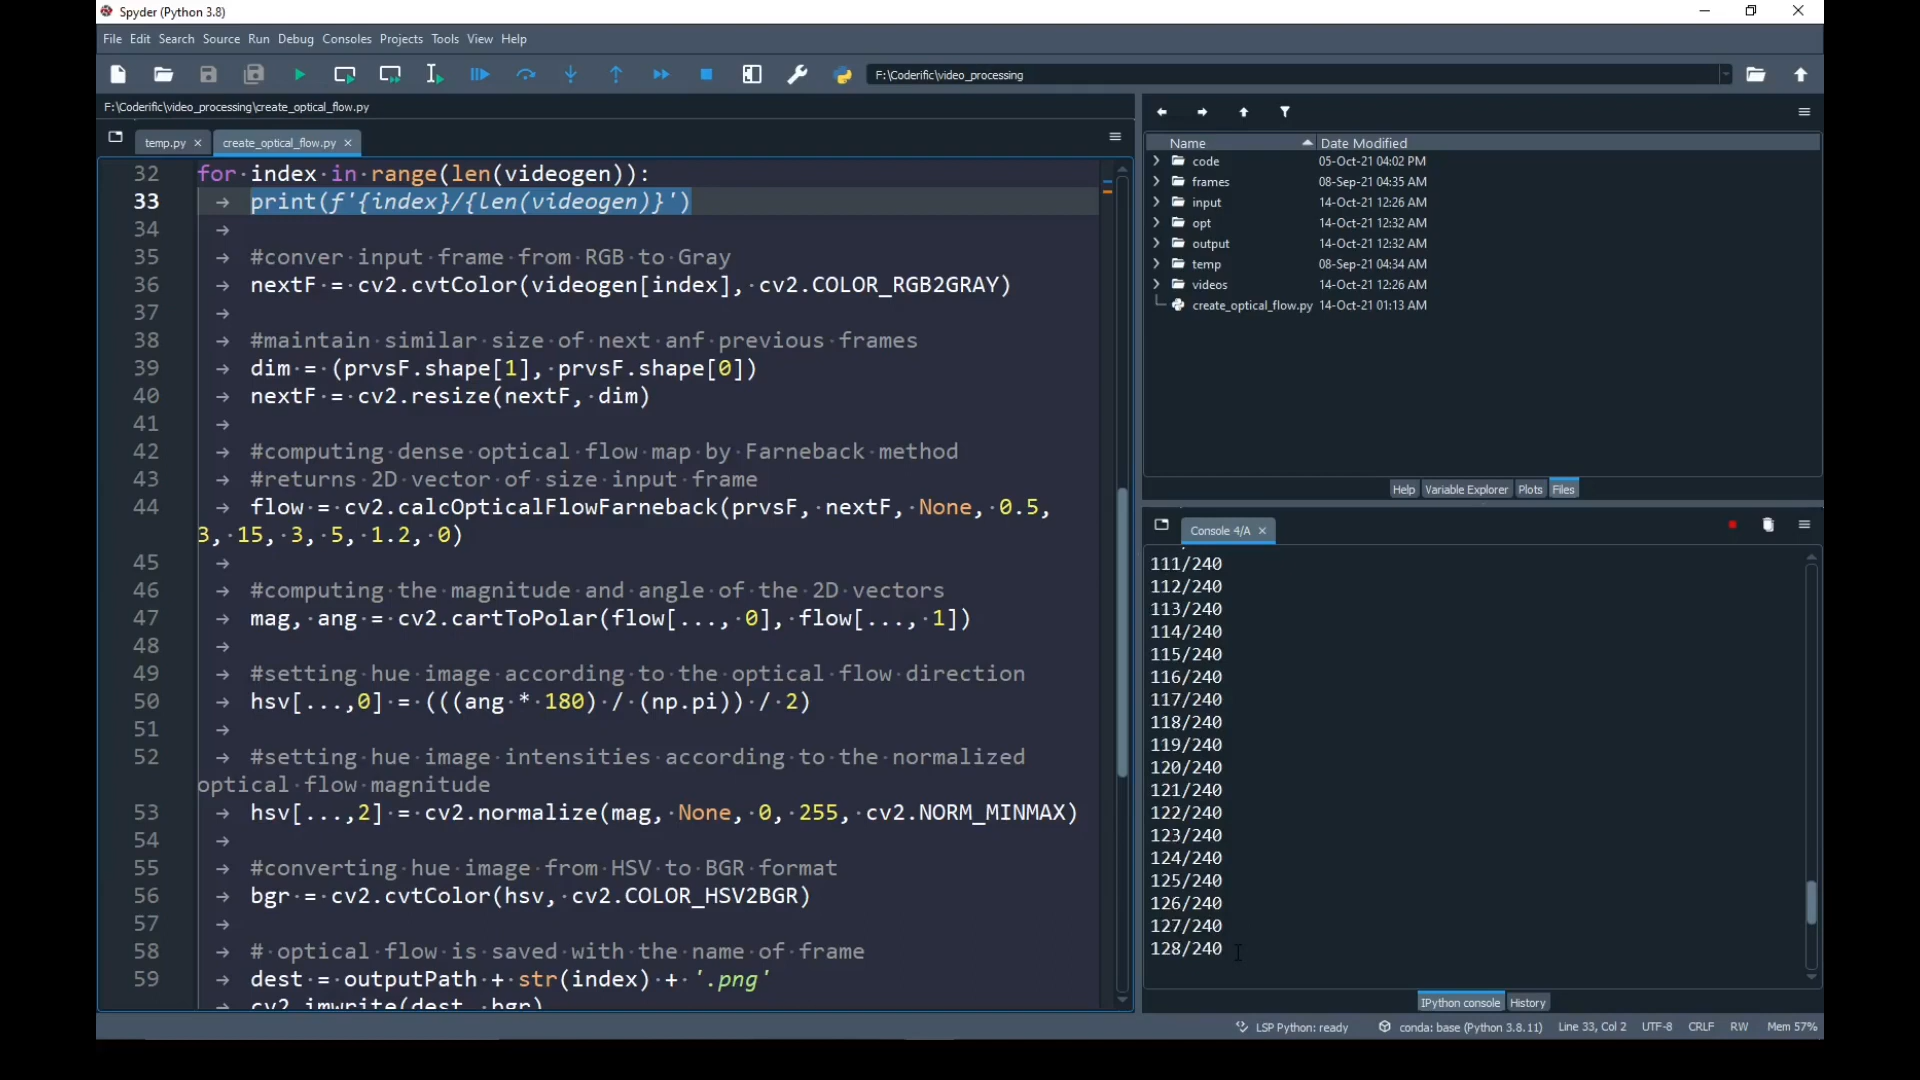 Spyder (Python 3.8)
File Edit Search Source Run Debug Consoles Projects Tools View Help
F:\Coderific\video_processing
F:\Coderific\video_processing\create_optical_flow.py
temp.py
create_optical_flow.py
32 for index in range(len(videogen)):
33 print(f'{index}/{len(videogen)}')
34
35 #conver input frame from RGB to Gray
36 nextF = cv2.cvtColor(videogen[index], cv2.COLOR_RGB2GRAY)
37
38 #maintain similar size of next anf previous frames
39 dim = (prvsF.shape[1], prvsF.shape[0])
40 nextF = cv2.resize(nextF, dim)
41
42 #computing dense optical flow map by Farneback method
43 #returns 2D vector of size input frame
44 flow = cv2.calcOpticalFlowFarneback(prvsF, nextF, None, 0.5,
3, 15, 3, 5, 1.2, 0)
45
46 #computing the magnitude and angle of the 2D vectors
47 mag, ang = cv2.cartToPolar(flow[..., 0], flow[..., 1])
48
49 #setting hue image according to the optical flow direction
50 hsv[...,0] = (((ang * 180) / (np.pi)) / 2)
51
52 #setting hue image intensities according to the normalized
optical flow magnitude
53 hsv[...,2] = cv2.normalize(mag, None, 0, 255, cv2.NORM_MINMAX)
54
55 #converting hue image from HSV to BGR format
56 bgr = cv2.cvtColor(hsv, cv2.COLOR_HSV2BGR)
57
58 # optical flow is saved with the name of frame
59 dest = outputPath + str(index) + '.png'
cv2.imwrite(dest, bgr)
Name Date Modified
code 05-Oct-21 04:02 PM
frames 08-Sep-21 04:35 AM
input 14-Oct-21 12:26 AM
opt 14-Oct-21 12:32 AM
output 14-Oct-21 12:32 AM
temp 08-Sep-21 04:34 AM
videos 14-Oct-21 12:26 AM
create_optical_flow.py 14-Oct-21 01:13 AM
Help Variable Explorer Plots Files
Console 4/A
111/240
112/240
113/240
114/240
115/240
116/240
117/240
118/240
119/240
120/240
121/240
122/240
123/240
124/240
125/240
126/240
127/240
128/240
IPython console History
LSP Python: ready conda: base (Python 3.8.11) Line 33, Col 2 UTF-8 CRLF RW Mem 57%